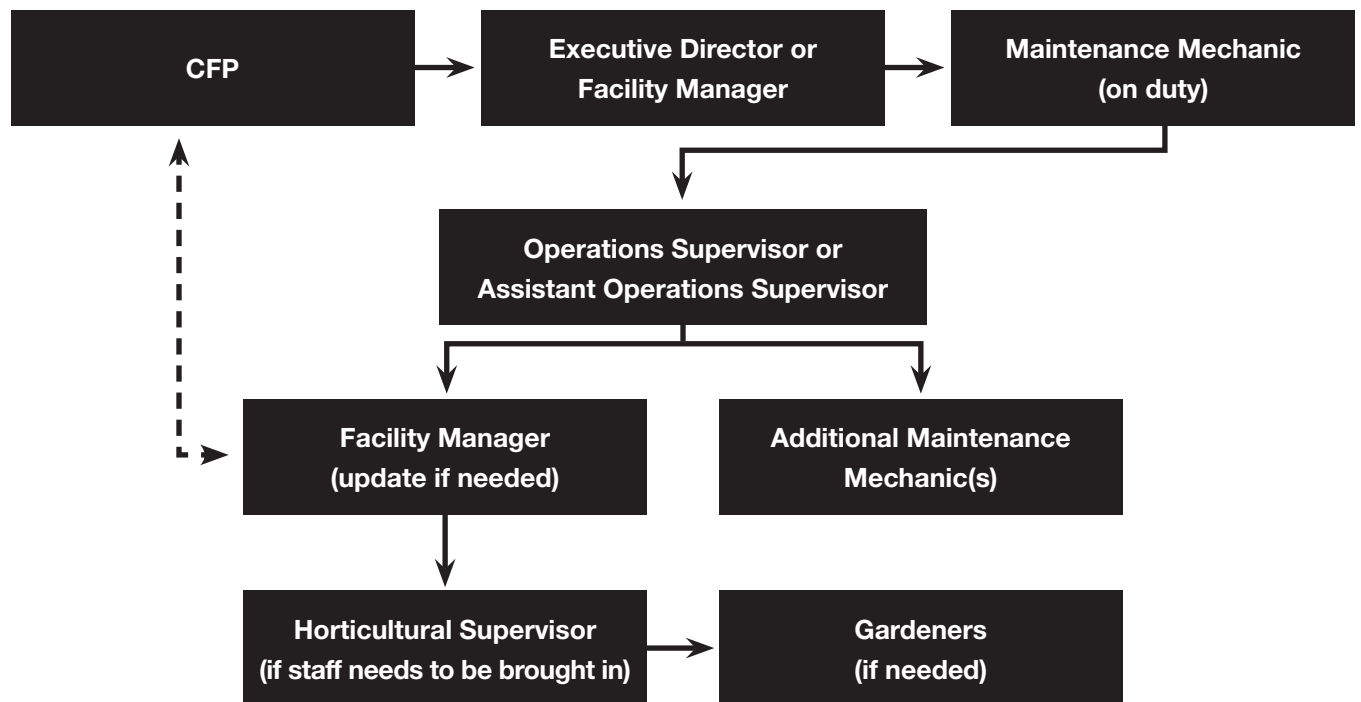 CFP
Executive Director or
Facility Manager
Maintenance Mechanic
(on duty)
Operations Supervisor or
Assistant Operations Supervisor
Facility Manager
(update if needed)
Additional Maintenance
Mechanic(s)
Horticultural Supervisor
(if staff needs to be brought in)
Gardeners
(if needed)